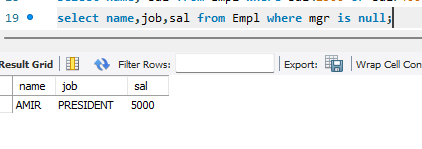 19 select name,job,sal from Empl where mgr is null;
Result Grid Filter Rows: Export: Wrap Cell Con
name job sal
AMIR PRESIDENT 5000